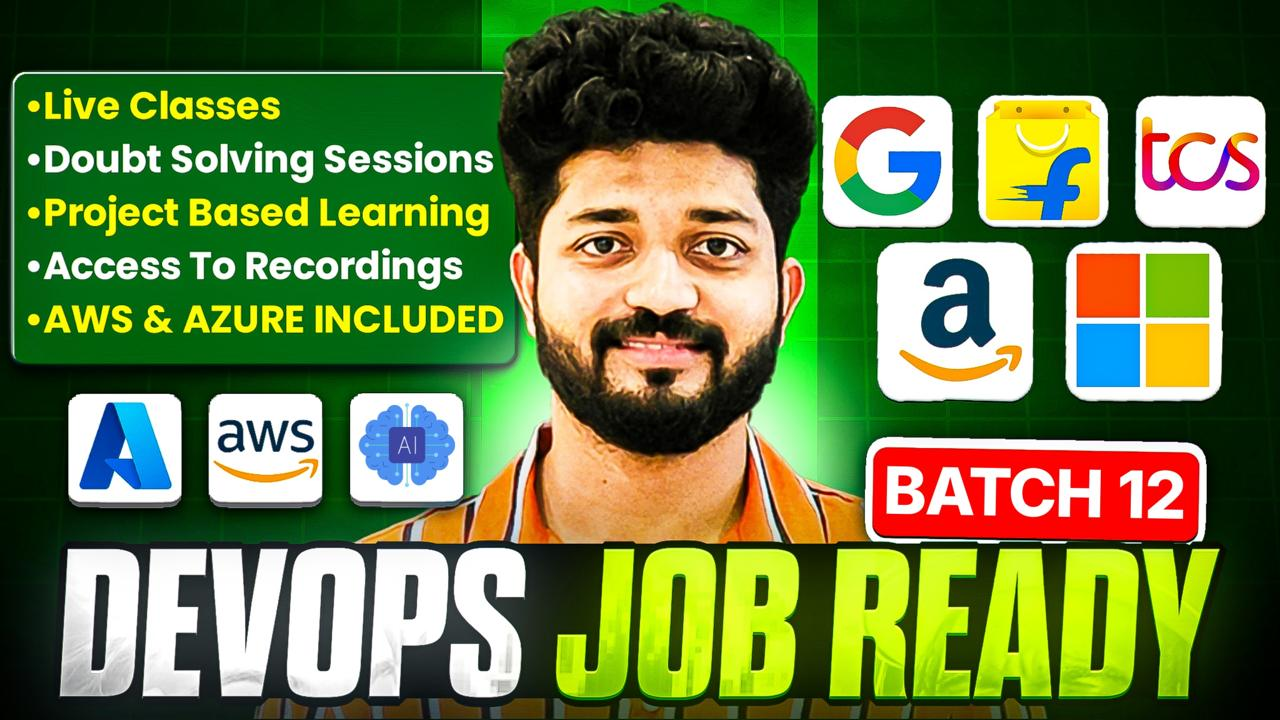 •Live Classes
•Doubt Solving Sessions
•Project Based Learning
•Access To Recordings
•AWS & AZURE INCLUDED
G
f
tcs
a
aws
AI
BATCH 12
DEVOPS JOB READY